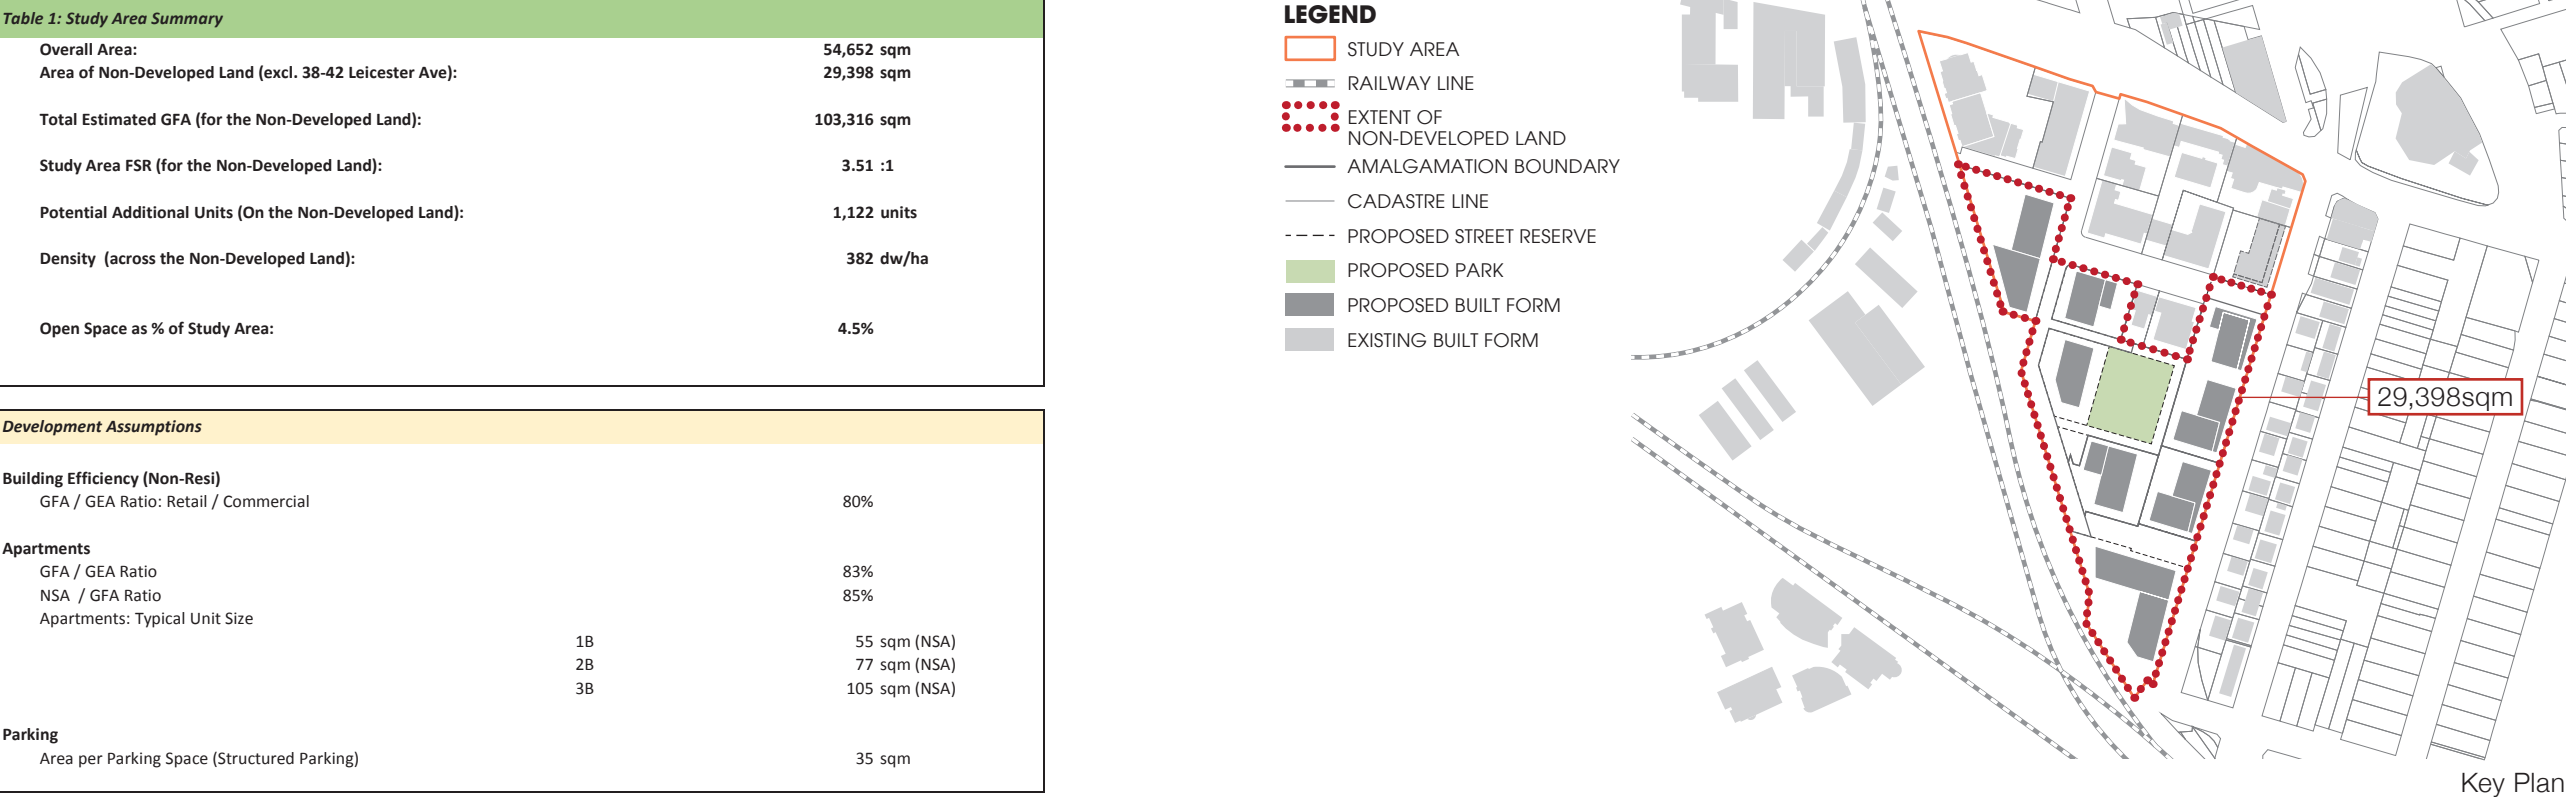 Table 1: Study Area Summary
Overall Area: 54,652 sqm
Area of Non-Developed Land (excl. 38-42 Leicester Ave): 29,398 sqm
Total Estimated GFA (for the Non-Developed Land): 103,316 sqm
Study Area FSR (for the Non-Developed Land): 3.51 :1
Potential Additional Units (On the Non-Developed Land): 1,122 units
Density (across the Non-Developed Land): 382 dw/ha
Open Space as % of Study Area: 4.5%
Development Assumptions
Building Efficiency (Non-Resi)
GFA / GEA Ratio: Retail / Commercial 80%
Apartments
GFA / GEA Ratio 83%
NSA / GFA Ratio 85%
Apartments: Typical Unit Size
1B 55 sqm (NSA)
2B 77 sqm (NSA)
3B 105 sqm (NSA)
Parking
Area per Parking Space (Structured Parking) 35 sqm
LEGEND
STUDY AREA
RAILWAY LINE
EXTENT OF
NON-DEVELOPED LAND
AMALGAMATION BOUNDARY
CADASTRE LINE
PROPOSED STREET RESERVE
PROPOSED PARK
PROPOSED BUILT FORM
EXISTING BUILT FORM
29,398sqm
Key Plan